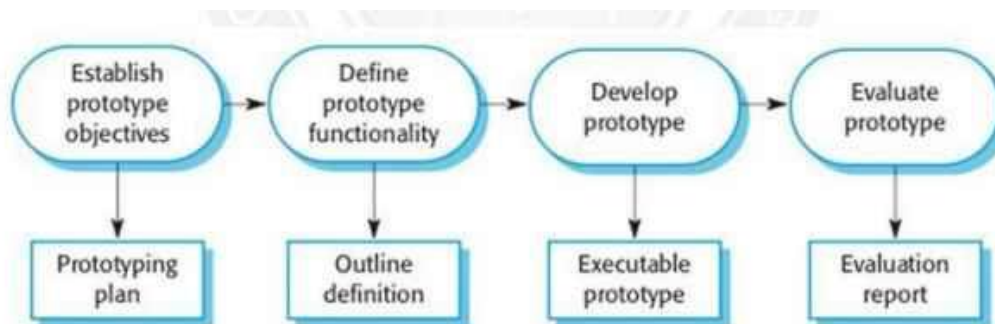 Establish
prototype
objectives
Define
prototype
functionality
Develop
prototype
Evaluate
prototype
Prototyping
plan
Outline
definition
Executable
prototype
Evaluation
report